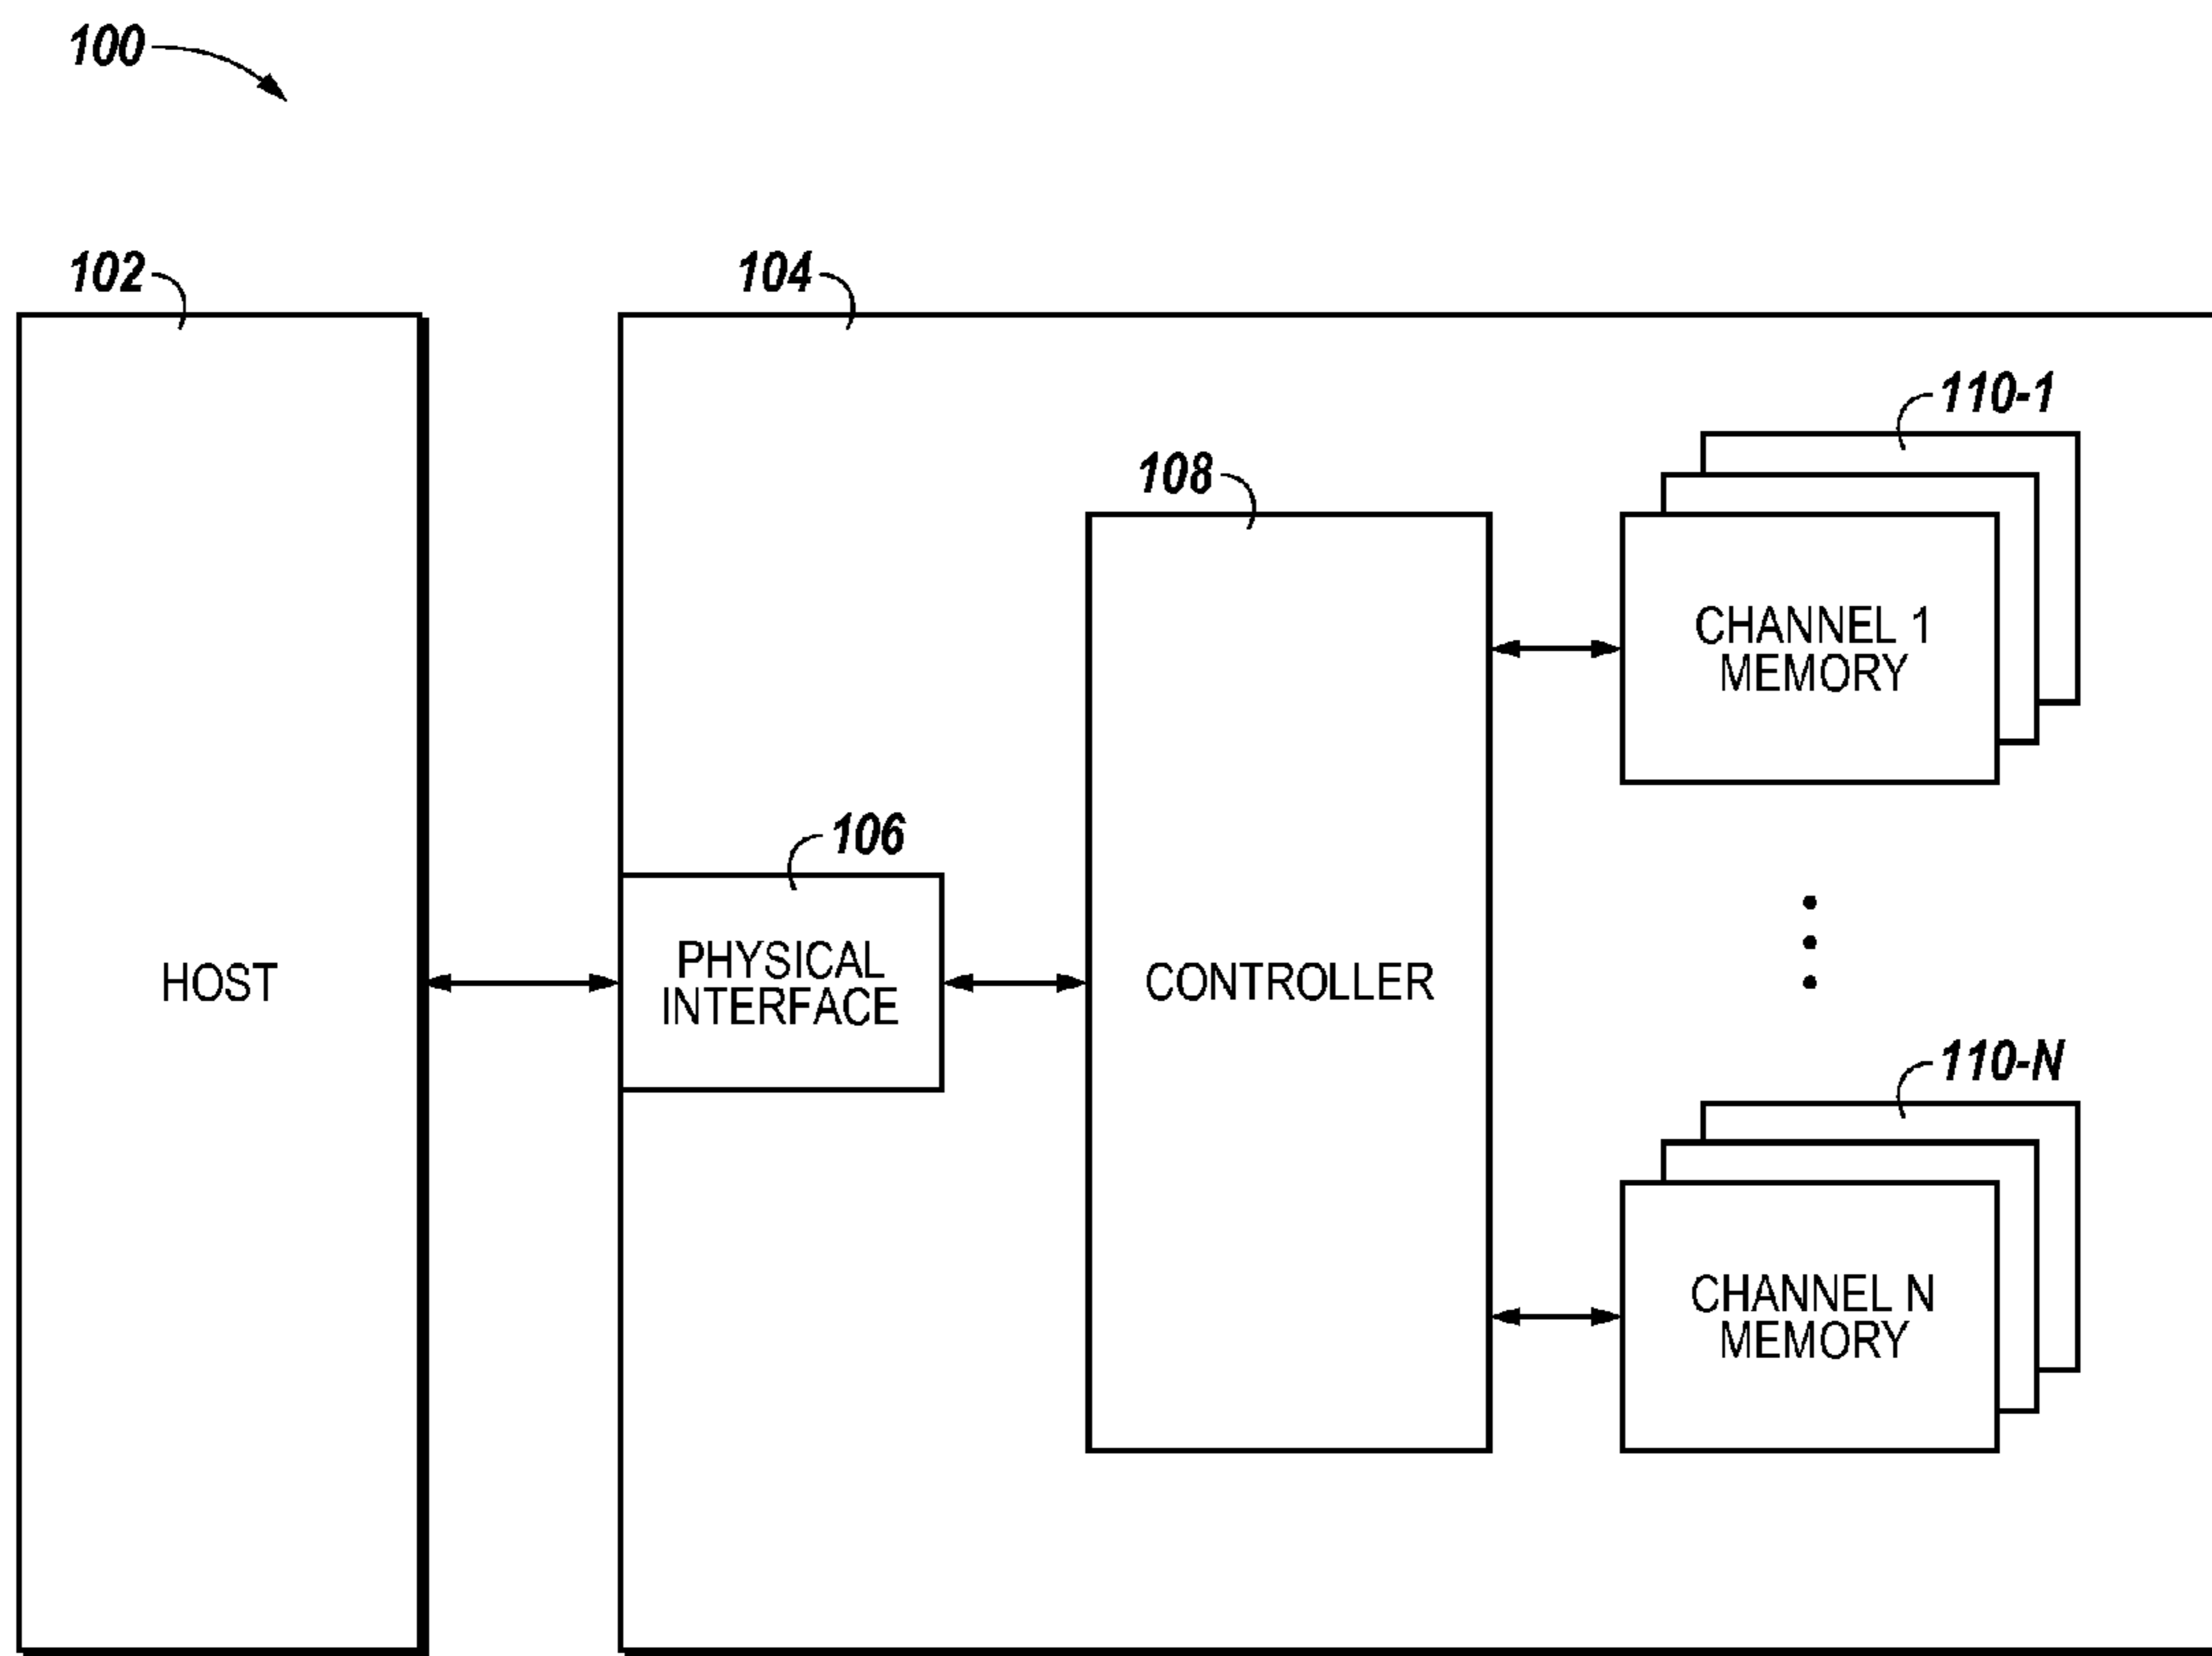 100
102
104
110-1
108
CHANNEL 1
MEMORY
106
HOST
PHYSICAL
INTERFACE
CONTROLLER
110-N
CHANNEL N
MEMORY